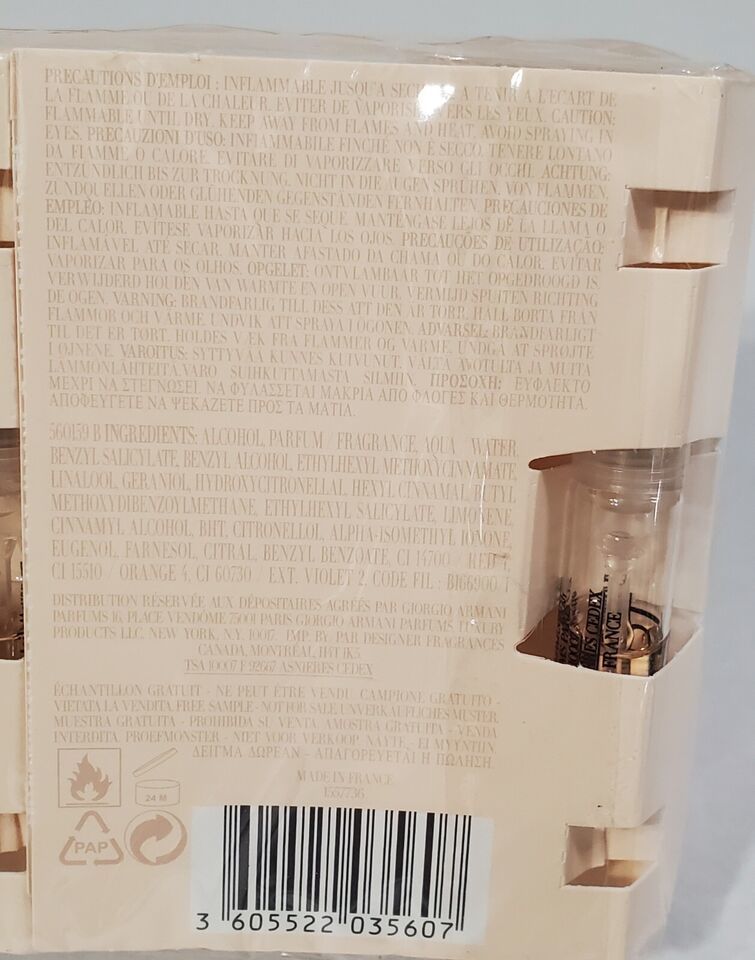 PRECAUTIONS D'EMPLOI : INFLAMMABLE JUSQU'A A TENIR A L'ECART DE
LA FLAMME OU DE LA CHALEUR. EVITER DE VAPORIS ERS LES YEUX. CAUTION:
FLAMMABLE UNTIL DRY. KEEP AWAY FROM FLAMES AND HEAT. AVOID SPRAYING IN
EYES. PRECAUZIONI D'USO: INFIAMMABILE FINCHÉ NON È SECCO. TENERE LONTANO
DA FIAMME O CALORE. EVITARE DI VAPORIZZARE VERSO GLI OCCHI. ACHTUNG:
ENTZÜNDLICH BIS ZUR TROCKNUNG. NICHT IN DIE AUGEN SPRÜHEN. VON FLAMMEN,
ZÜNDQUELLEN ODER GLÜHENDEN GEGENSTÄNDEN FERNHALTEN. PRECAUCIONES DE
EMPLEO: INFLAMABLE HASTA QUE SE SEQUE. MANTÉNGASE LEJOS DE LA LLAMA O
DEL CALOR. EVÍTESE VAPORIZAR HACIA LOS OJOS. PRECAUÇÕES DE UTILIZAÇÃO:
INFLAMÁVEL ATÉ SECAR. MANTER AFASTADO DA CHAMA OU DO CALOR. EVITAR
VAPORIZAR PARA OS OLHOS. OPGELET: ONTVLAMBAAR TOT HET OPGEDROOGD IS.
VERWIJDERD HOUDEN VAN WARMTE EN OPEN VUUR. VERMIJD SPUITEN RICHTING
DE OGEN. VARNING: BRANDFARLIG TILL DESS ATT DEN ÄR TORR. HÅLL BORTA FRÅN
FLAMMOR OCH VÄRME. UNDVIK ATT SPRAYA I ÖGONEN. ADVARSEL: BRANDFARLIGT
TIL DET ER TØRT. HOLDES VÆK FRA FLAMMER OG VARME. UNDGÅ AT SPRØJTE
I ØJNENE. VAROITUS: SYTTYVÄÄ KUNNES KUIVUNUT. VÄLTÄ AVOTULTA JA MUITA
LÄMMÖNLÄHTEITÄ.VARO SUIHKUTTAMASTA SILMIIN. ΠΡΟΣΟΧΗ: ΕΥΦΛΕΚΤΟ
ΜΕΧΡΙ ΝΑ ΣΤΕΓΝΩΣΕΙ. ΝΑ ΦΥΛΑΣΣΕΤΑΙ ΜΑΚΡΙΑ ΑΠΟ ΦΛΟΓΕΣ ΚΑΙ ΘΕΡΜΟΤΗΤΑ.
ΑΠΟΦΕΥΓΕΤΕ ΝΑ ΨΕΚΑΖΕΤΕ ΠΡΟΣ ΤΑ ΜΑΤΙΑ.
560159 B INGREDIENTS: ALCOHOL, PARFUM / FRAGRANCE, AQUA WATER,
BENZYL SALICYLATE, BENZYL ALCOHOL, ETHYLHEXYL METHOXYCINNAMATE,
LINALOOL, GERANIOL, HYDROXYCITRONELLAL, HEXYL CINNAMAL, BUTYL
METHOXYDIBENZOYLMETHANE, ETHYLHEXYL SALICYLATE, LIMONENE,
CINNAMYL ALCOHOL, BHT, CITRONELLOL, ALPHA-ISOMETHYL IONONE,
EUGENOL, FARNESOL, CITRAL, BENZYL BENZOATE, CI 14700 / RED 4,
CI 15510 / ORANGE 4, CI 60730 / EXT. VIOLET 2. CODE FIL : B166900/1
DISTRIBUTION RÉSERVÉE AUX DÉPOSITAIRES AGRÉÉS PAR GIORGIO ARMANI
PARFUMS 16, PLACE VENDÔME 75001 PARIS GIORGIO ARMANI PARFUMS. LUXURY
PRODUCTS LLC, NEW YORK, N.Y. 10017. IMP. BY. PAR DESIGNER FRAGRANCES
CANADA, MONTRÉAL, H4T 1K5.
TSA 10007 F 92667 ASNIERES CEDEX
ÉCHANTILLON GRATUIT - NE PEUT ÊTRE VENDU. CAMPIONE GRATUITO -
VIETATA LA VENDITA. FREE SAMPLE - NOT FOR SALE. UNVERKÄUFLICHES MUSTER.
MUESTRA GRATUITA - PROHIBIDA SU VENTA. AMOSTRA GRATUITA - VENDA
INTERDITA. PROEFMONSTER - NIET VOOR VERKOOP. NÄYTE - EI MYYNTIIN
ΔΕΙΓΜΑ ΔΩΡΕΑΝ - ΑΠΑΓΟΡΕΥΕΤΑΙ Η ΠΩΛΗΣΗ.
MADE IN FRANCE
1557736
24 M
PAP
3 605522 035607
CEDEX
FRANCE